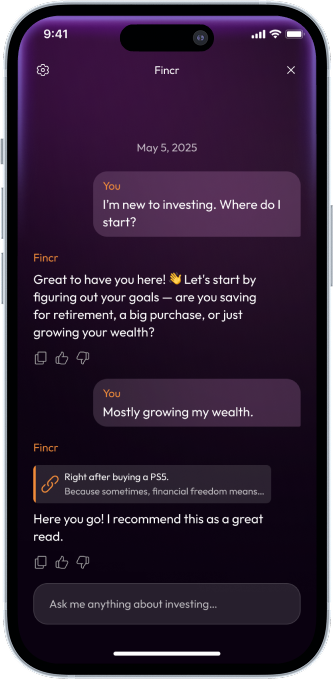 9:41
Fincr
May 5, 2025
You
I'm new to investing. Where do I
start?
Fincr
Great to have you here! 👋 Let's start by
figuring out your goals — are you saving
for retirement, a big purchase, or just
growing your wealth?
You
Mostly growing my wealth.
Fincr
Right after buying a PS5.
Because sometimes, financial freedom means...
Here you go! I recommend this as a great
read.
Ask me anything about investing...